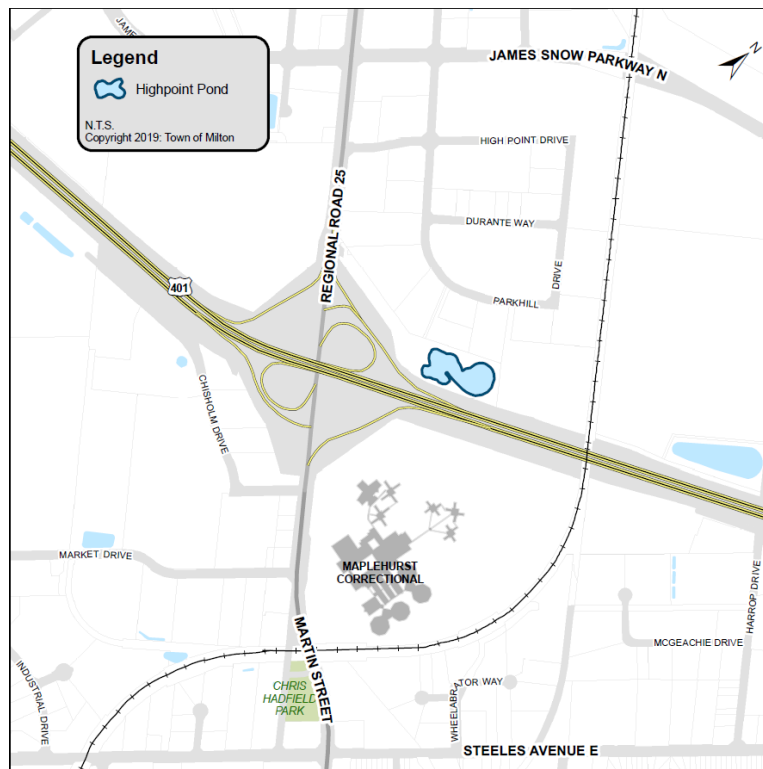 JAMES
Legend
Highpoint Pond
N.T.S.
Copyright 2019: Town of Milton
JAMES SNOW PARKWAY N
N
HIGH POINT DRIVE
REGIONAL ROAD 25
DURANTE WAY
DRIVE
PARKHILL
401
CHISHOLM DRIVE
MARKET DRIVE
MAPLEHURST
CORRECTIONAL
HARROP DRIVE
MCGEACHIE DRIVE
MARTIN STREET
INDUSTRIAL DRIVE
CHRIS
HADFIELD
PARK
WHEELABRATOR WAY
STEELES AVENUE E